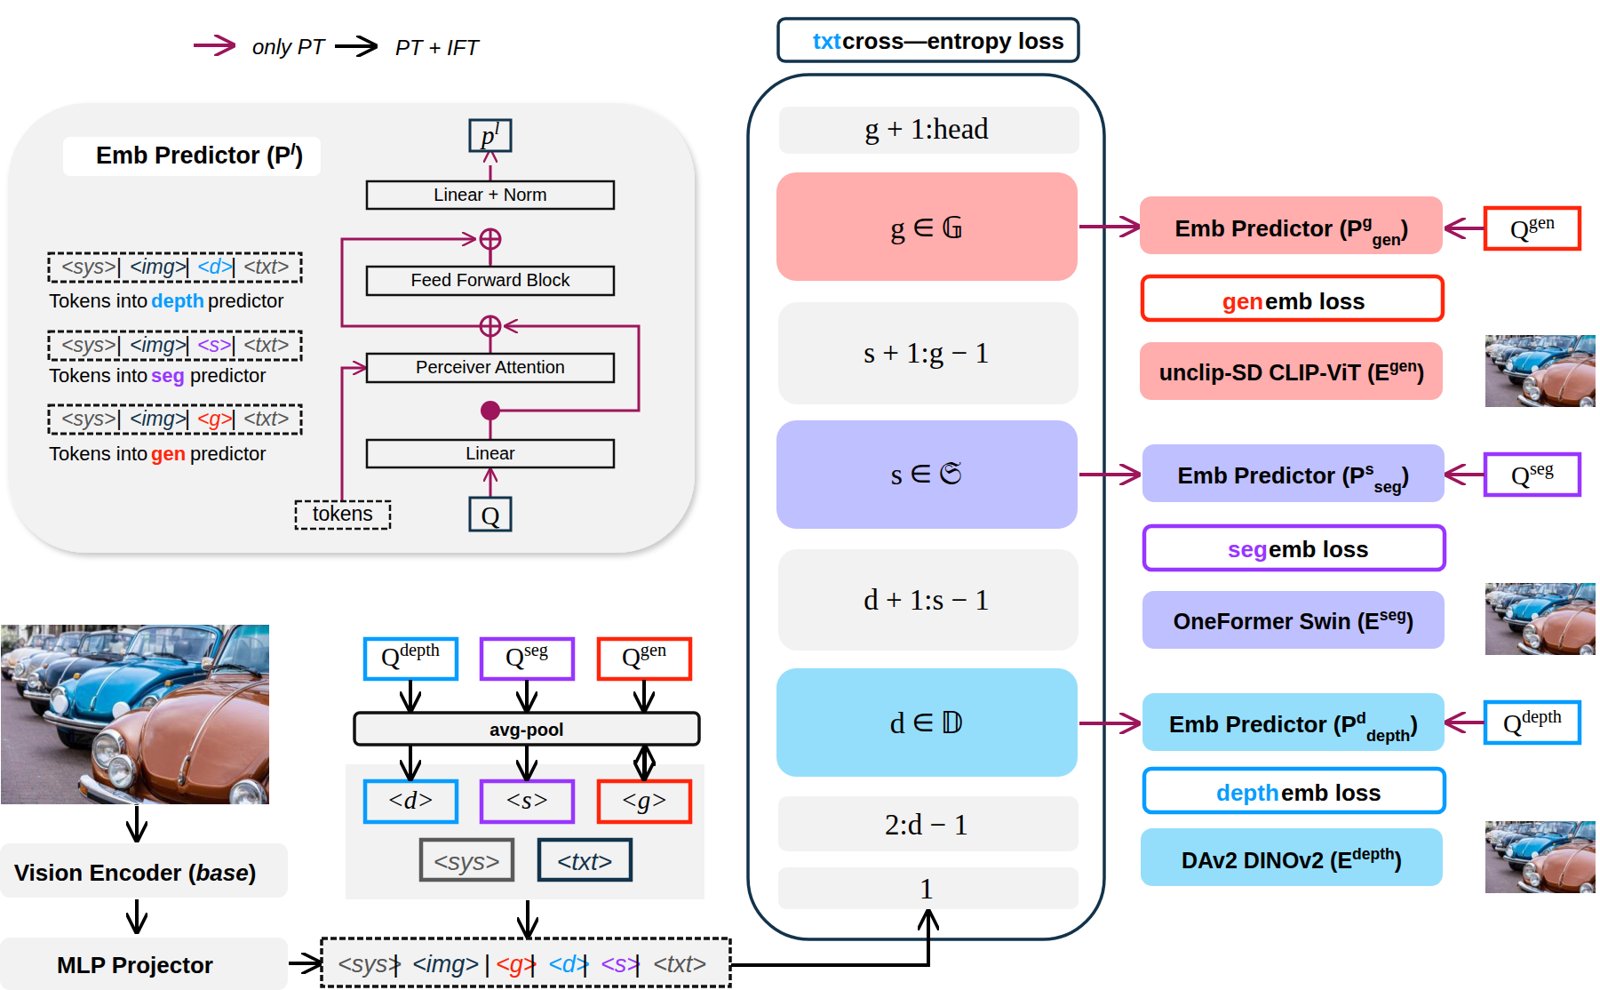 only PT
PT + IFT
txt cross—entropy loss
Emb Predictor (P^l)
p^l
Linear + Norm
Feed Forward Block
Perceiver Attention
Linear
tokens
Q
<sys>| <img>| <d>| <txt>
Tokens into depth predictor
<sys>| <img>| <s>| <txt>
Tokens into seg predictor
<sys>| <img>| <g>| <txt>
Tokens into gen predictor
Q^depth
Q^seg
Q^gen
avg-pool
<d>
<s>
<g>
<sys>
<txt>
Vision Encoder (base)
MLP Projector
<sys>| <img> | <g>| <d>| <s>| <txt>
g + 1:head
g ∈ 𝔾
s + 1:g − 1
s ∈ 𝔖
d + 1:s − 1
d ∈ 𝔻
2:d − 1
1
Emb Predictor (P^g_gen)
Q^gen
gen emb loss
unclip-SD CLIP-ViT (E^gen)
Emb Predictor (P^s_seg)
Q^seg
seg emb loss
OneFormer Swin (E^seg)
Emb Predictor (P^d_depth)
Q^depth
depth emb loss
DAv2 DINOv2 (E^depth)